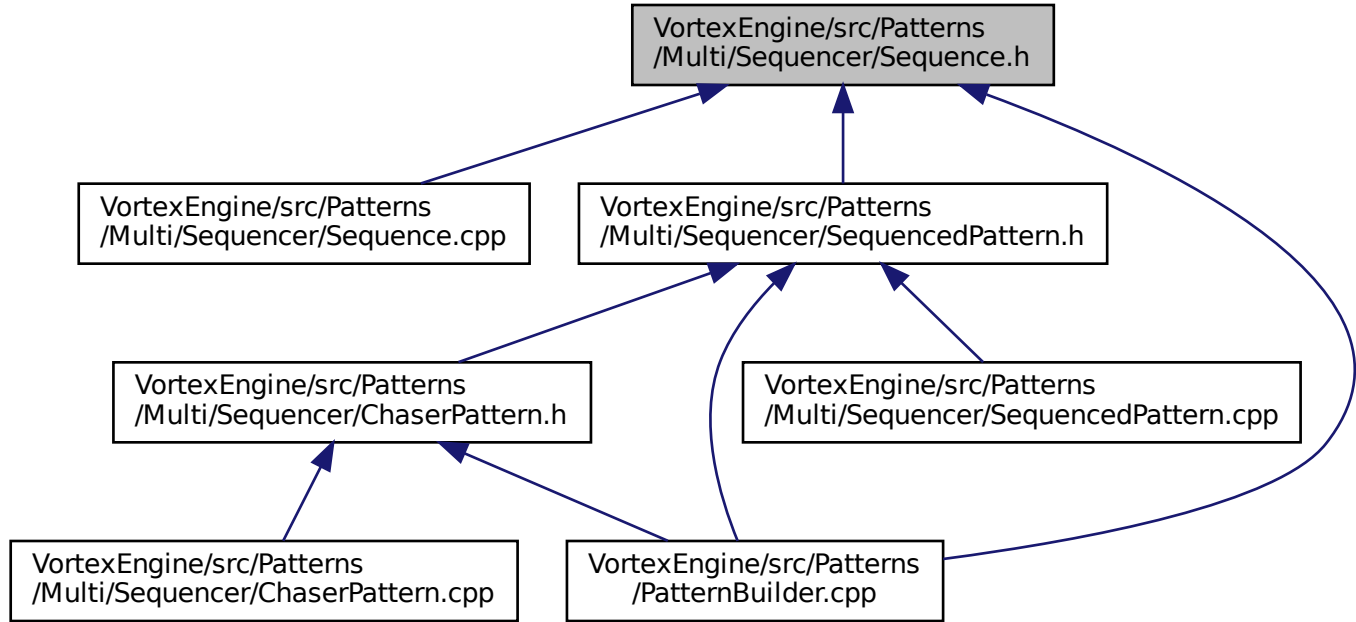 VortexEngine/src/Patterns
/Multi/Sequencer/Sequence.h
VortexEngine/src/Patterns
/Multi/Sequencer/Sequence.cpp
VortexEngine/src/Patterns
/Multi/Sequencer/SequencedPattern.h
VortexEngine/src/Patterns
/Multi/Sequencer/ChaserPattern.h
VortexEngine/src/Patterns
/Multi/Sequencer/SequencedPattern.cpp
VortexEngine/src/Patterns
/Multi/Sequencer/ChaserPattern.cpp
VortexEngine/src/Patterns
/PatternBuilder.cpp